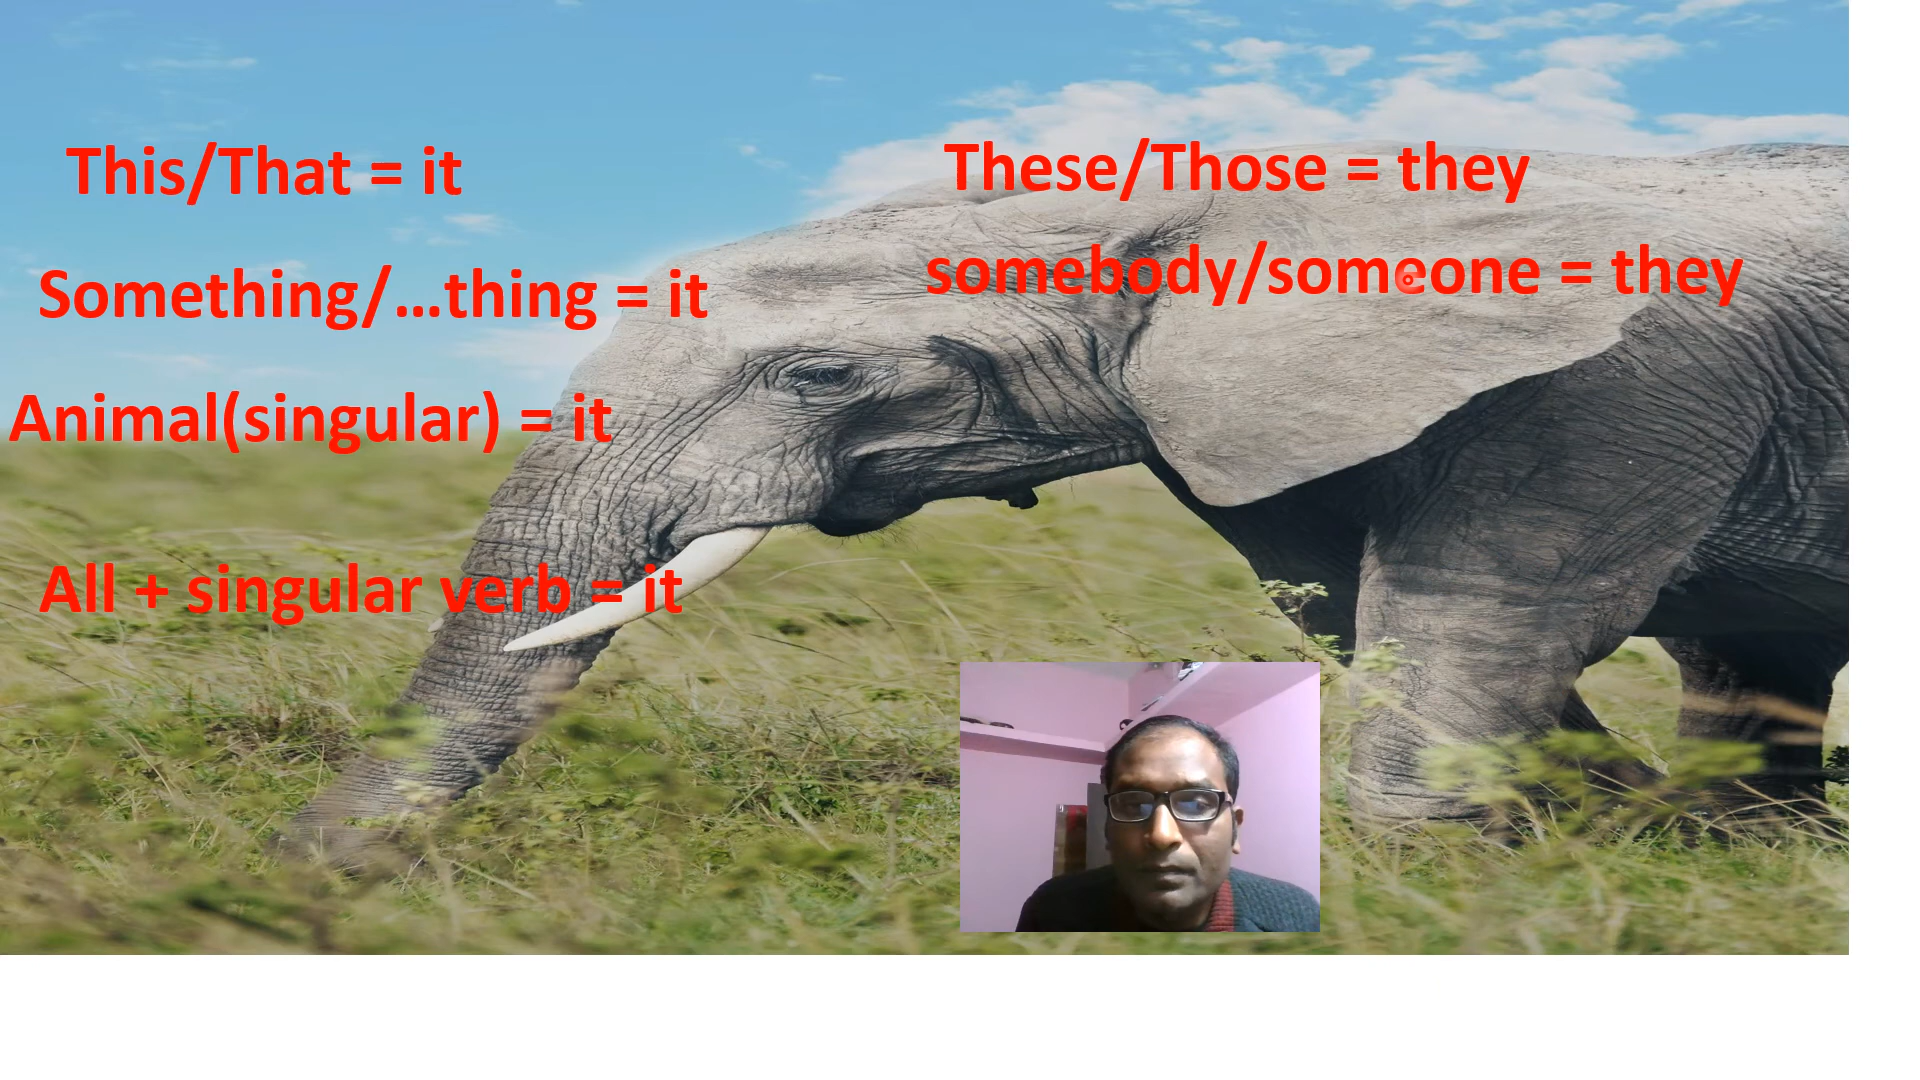 This/That = it
Something/...thing = it
Animal(singular) = it
All + singular verb = it
These/Those = they
somebody/someone = they